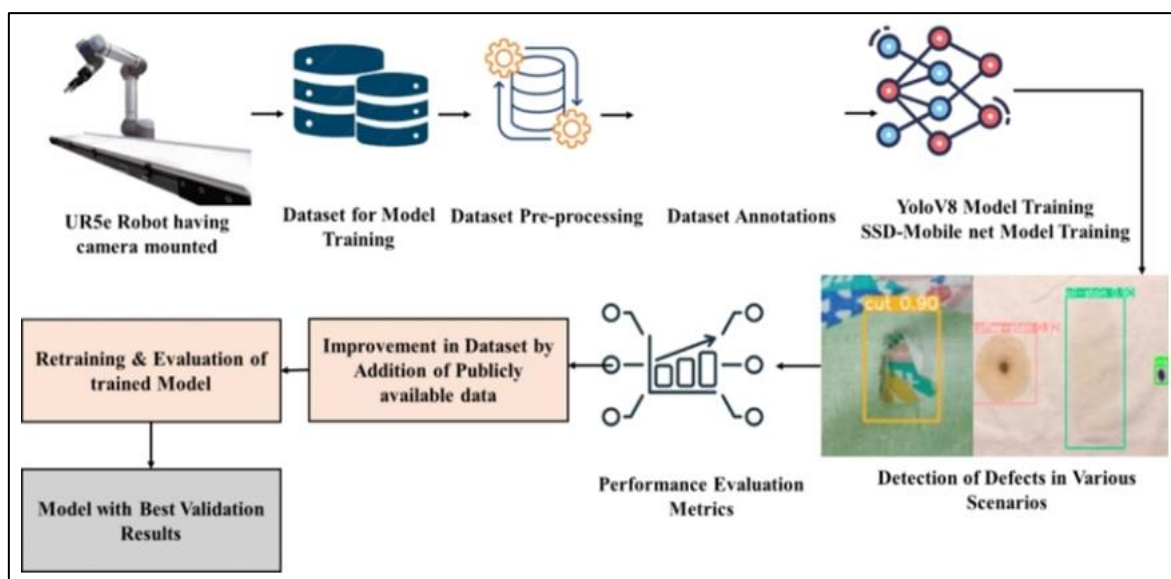 UR5e Robot having
camera mounted
Dataset for Model
Training
Dataset Pre-processing
Dataset Annotations
YoloV8 Model Training
SSD-Mobile net Model Training
cut 0.90
Detection of Defects in Various
Scenarios
Performance Evaluation
Metrics
Improvement in Dataset by
Addition of Publicly
available data
Retraining & Evaluation of
trained Model
Model with Best Validation
Results